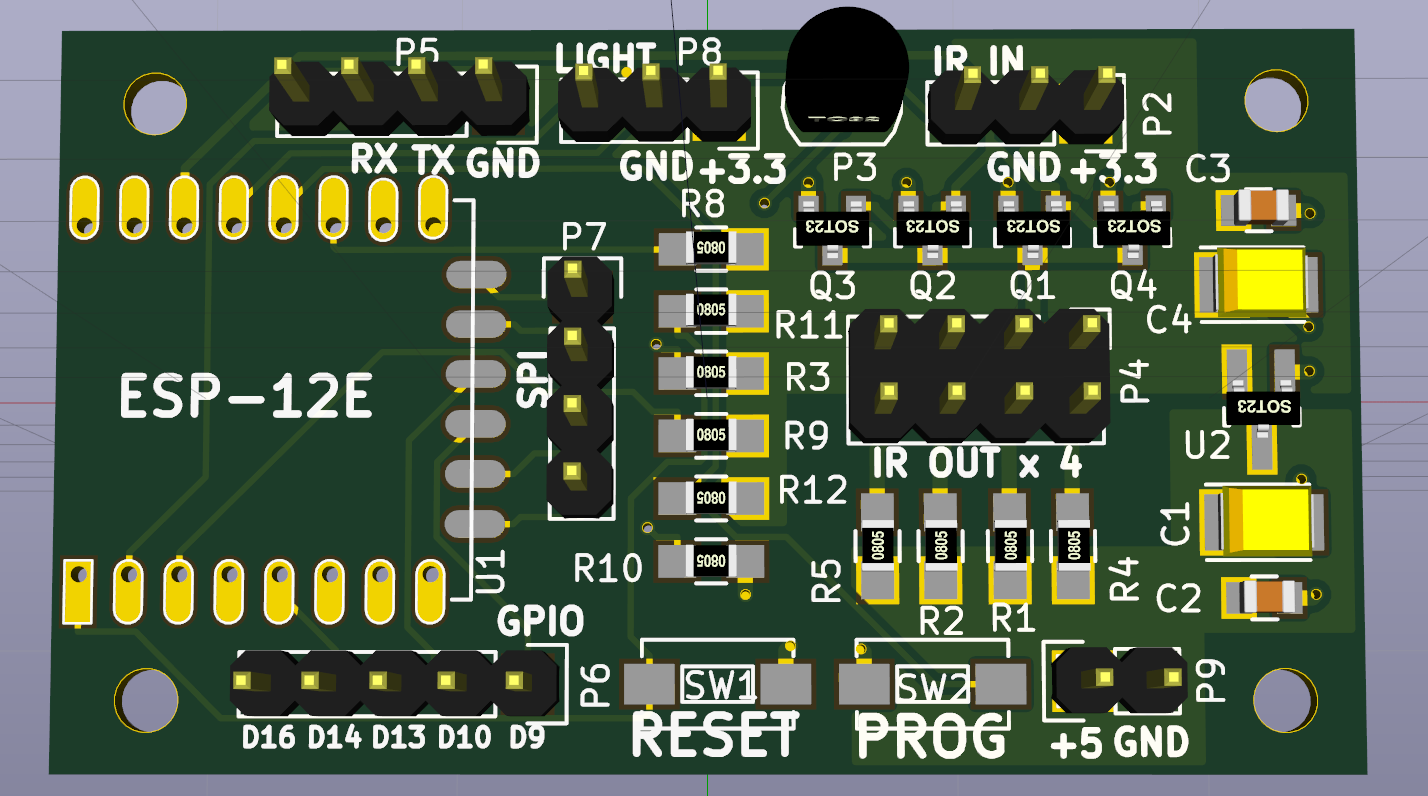 P5
LIGHT P8
IR IN
P2
RX TX GND
GND +3.3
P3
GND +3.3
C3
R8
P7
0805
SOT23
SOT23
SOT23
SOT23
Q3
Q2
Q1
Q4
0805
R11
C4
SPI
0805
R3
P4
ESP-12E
SOT23
0805
R9
U2
IR OUT x 4
0805
R12
C1
U1
R10
0805
R5
0805
0805
0805
0805
R4
C2
GPIO
R2
R1
P6
SW1
SW2
P9
D16 D14 D13 D10 D9
RESET
PROG
+5 GND